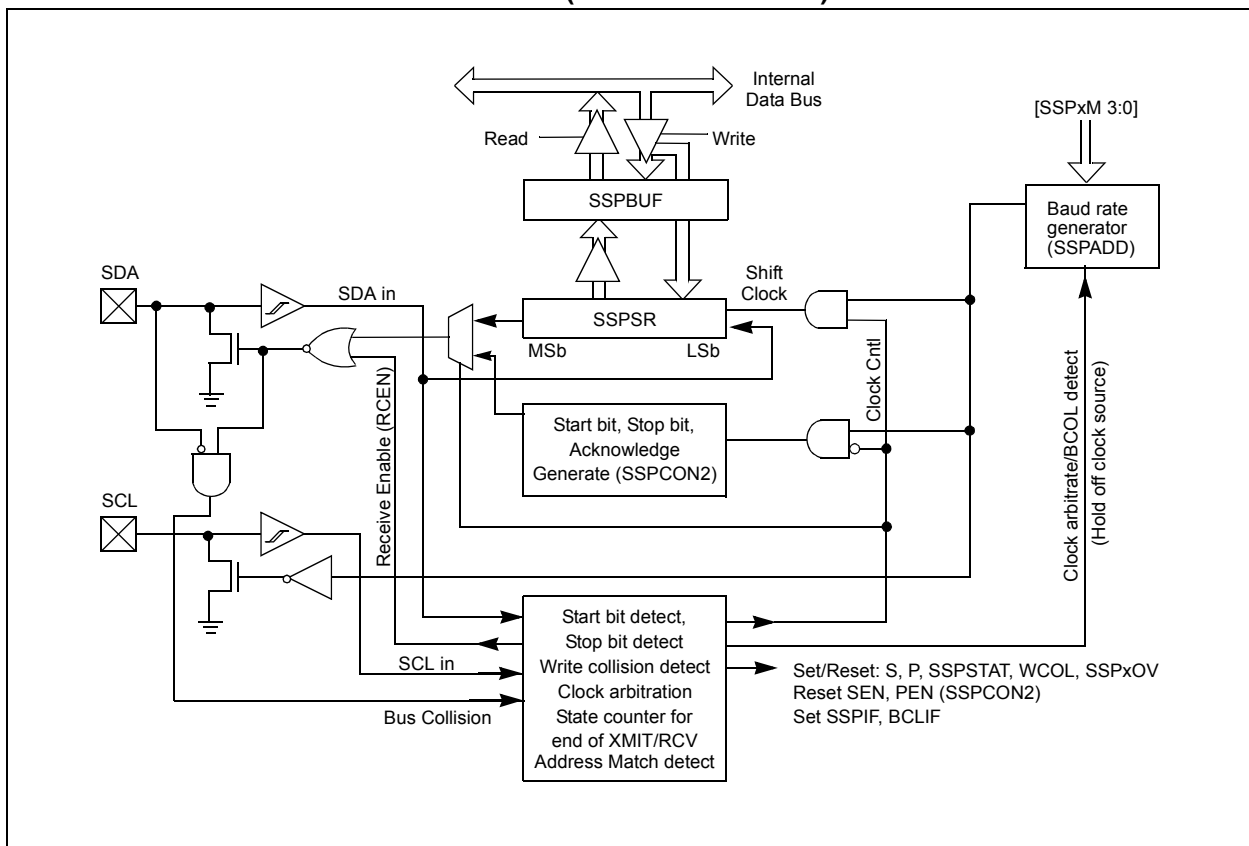 Internal
Data Bus
[SSPxM 3:0]
Read
Write
SSPBUF
Baud rate
generator
(SSPADD)
SDA
SDA in
Shift
Clock
SSPSR
MSb
LSb
Clock Cntl
Receive Enable (RCEN)
Start bit, Stop bit,
Acknowledge
Generate (SSPCON2)
Clock arbitrate/BCOL detect
(Hold off clock source)
SCL
SCL in
Bus Collision
Start bit detect,
Stop bit detect
Write collision detect
Clock arbitration
State counter for
end of XMIT/RCV
Address Match detect
Set/Reset: S, P, SSPSTAT, WCOL, SSPxOV
Reset SEN, PEN (SSPCON2)
Set SSPIF, BCLIF